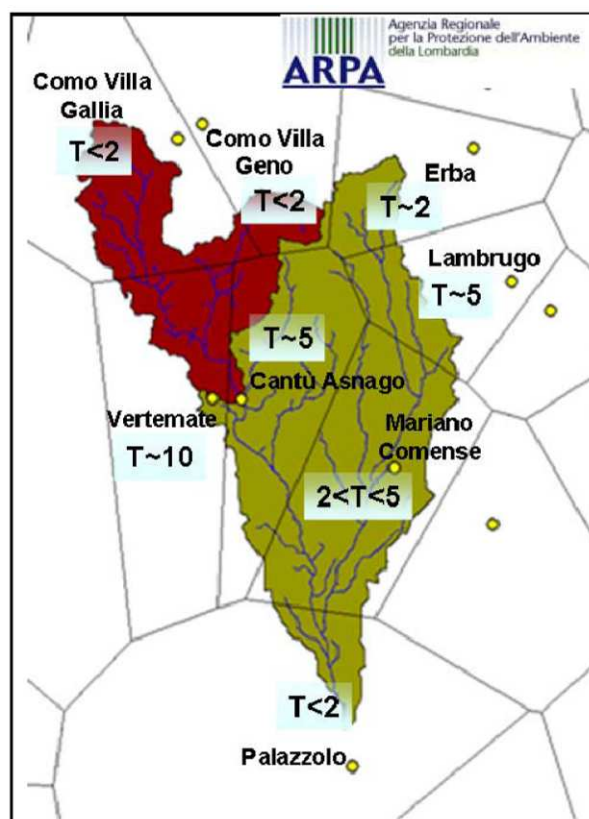 Agenzia Regionale
per la Protezione dell'Ambiente
della Lombardia
ARPA
Como Villa
Gallia
T<2
Como Villa
Geno
T<2
Erba
T~2
Lambrugo
T~5
T~5
Cantù Asnago
Vertemate
T~10
Mariano
Comense
2<T<5
T<2
Palazzolo